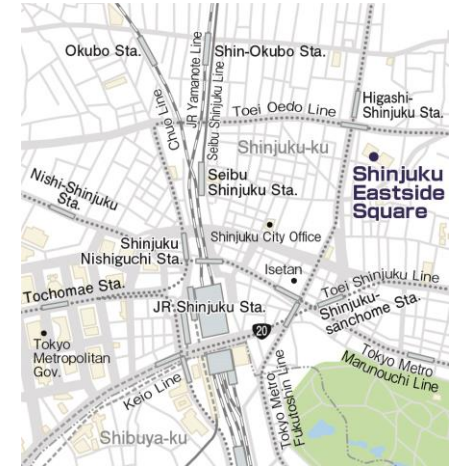 Okubo Sta.
Shin-Okubo Sta.
Chuo Line
JR Yamanote Line
Seibu Shinjuku Line
Toei Oedo Line
Higashi-
Shinjuku Sta.
Shinjuku-ku
Shinjuku
Eastside
Square
Seibu
Shinjuku Sta.
Nishi-Shinjuku
Sta.
Shinjuku City Office
Shinjuku
Nishiguchi Sta.
Isetan
Toei Shinjuku Line
Tochomae Sta.
JR Shinjuku Sta.
Shinjuku-
sanchome Sta.
20
Tokyo
Metropolitan
Gov.
Keio Line
Tokyo Metro
Fukutoshin Line
Tokyo Metro
Marunouchi Line
Shibuya-ku